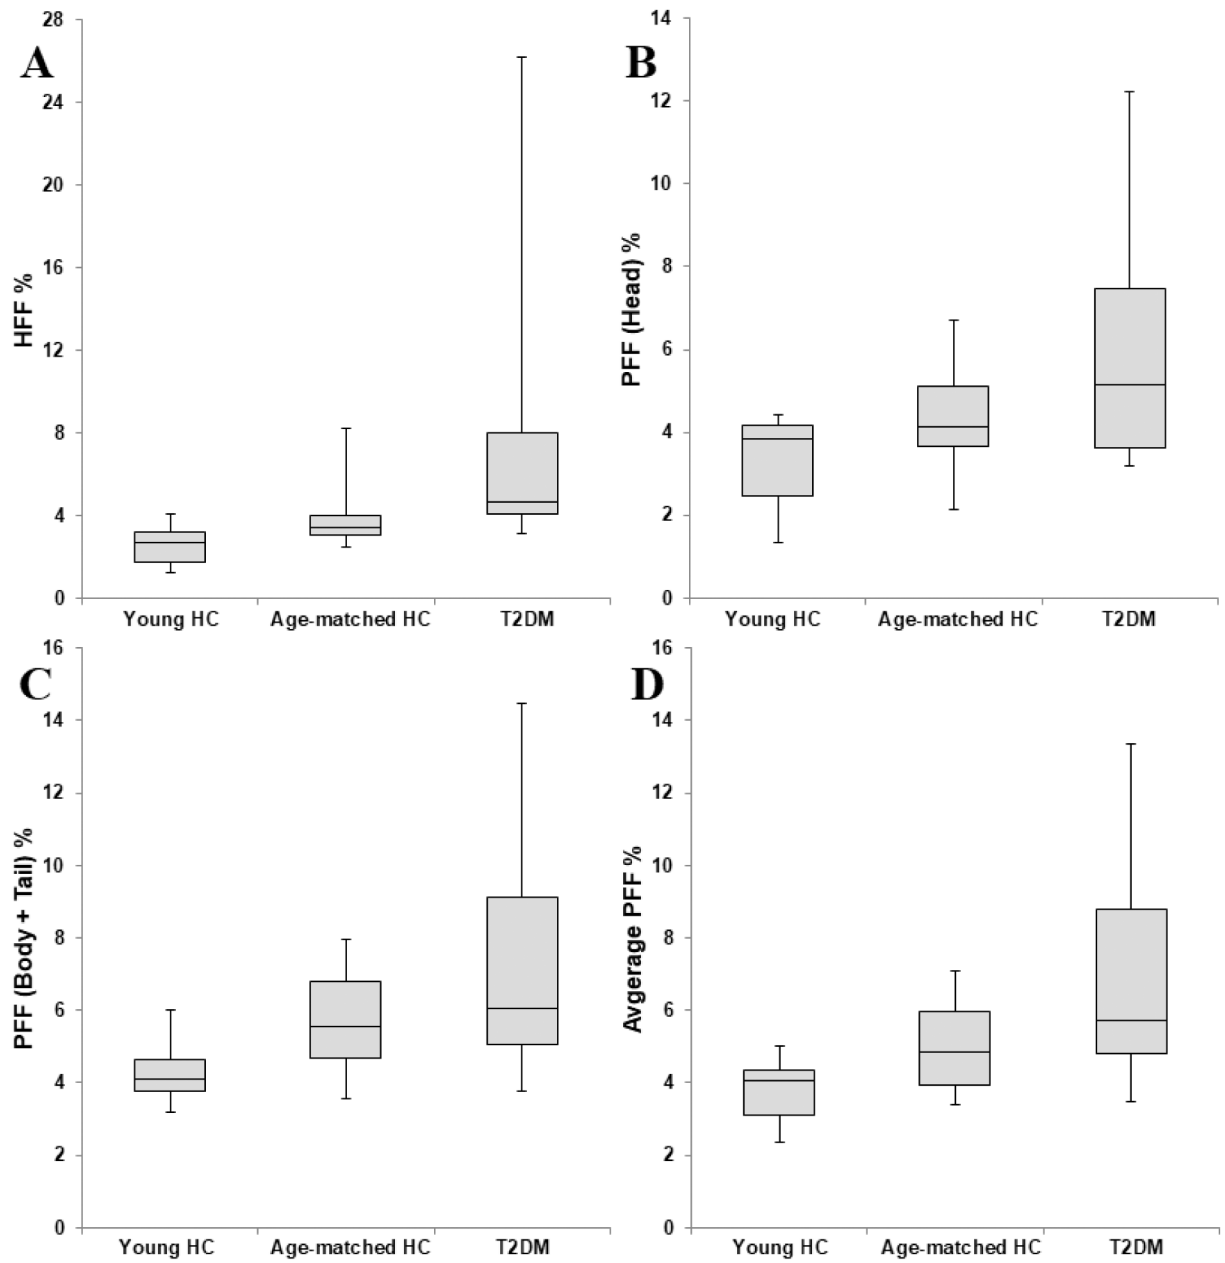 A
HFF %
28
24
20
16
12
8
4
0
Young HC Age-matched HC T2DM
B
PFF (Head) %
14
12
10
8
6
4
2
0
Young HC Age-matched HC T2DM
C
PFF (Body + Tail) %
16
14
12
10
8
6
4
2
0
Young HC Age-matched HC T2DM
D
Avgerage PFF %
16
14
12
10
8
6
4
2
0
Young HC Age-matched HC T2DM